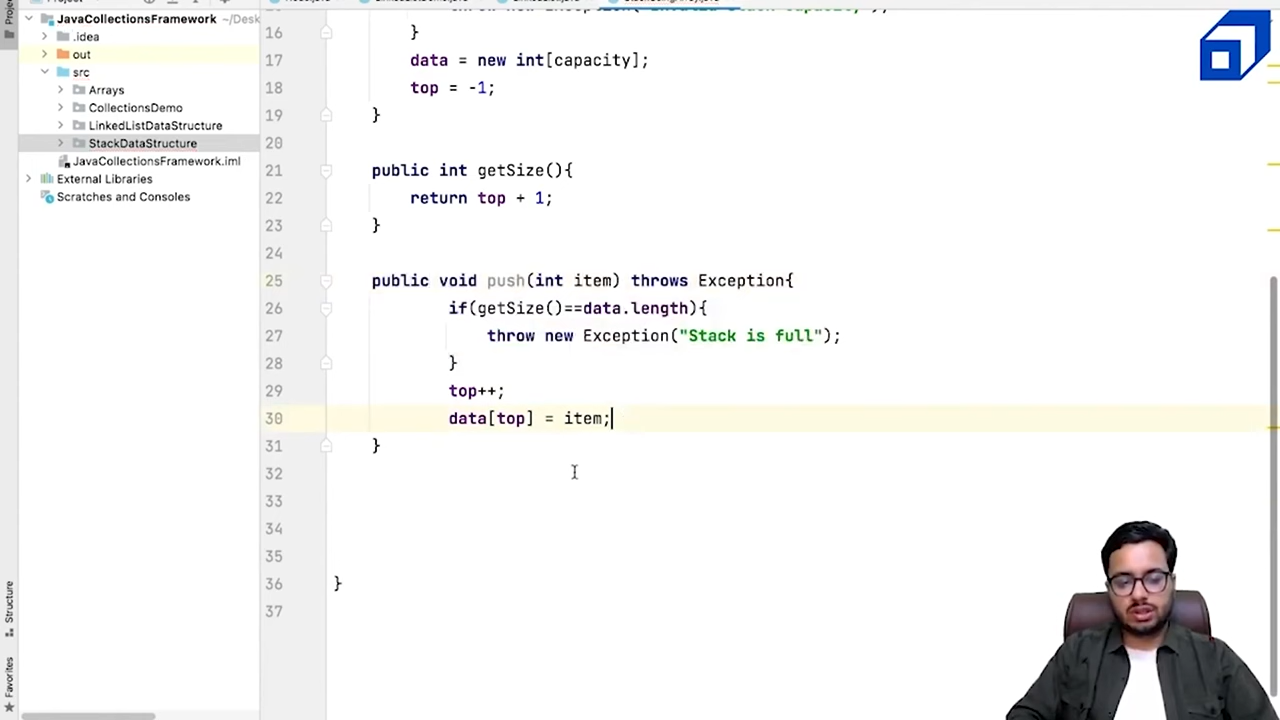 JavaCollectionsFramework ~/Desk
.idea
out
src
Arrays
CollectionsDemo
LinkedListDataStructure
StackDataStructure
JavaCollectionsFramework.iml
External Libraries
Scratches and Consoles
Structure
Favorites
16 }
17 data = new int[capacity];
18 top = -1;
19 }
20
21 public int getSize(){
22 return top + 1;
23 }
24
25 public void push(int item) throws Exception{
26 if(getSize()==data.length){
27 throw new Exception("Stack is full");
28 }
29 top++;
30 data[top] = item;
31 }
32
33
34
35
36 }
37